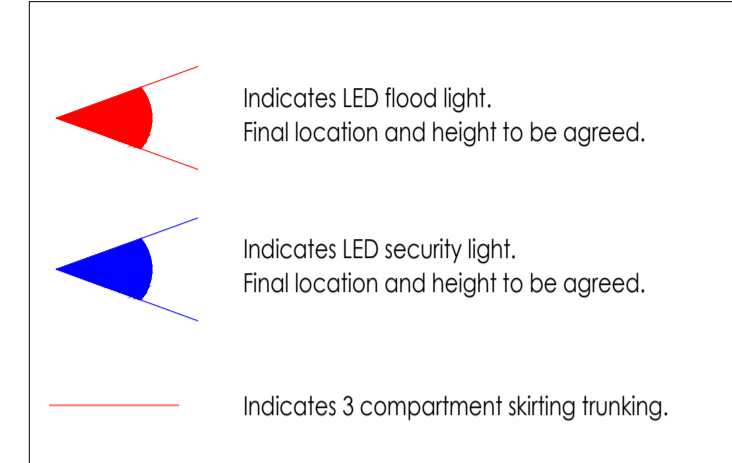 Indicates LED flood light.
Final location and height to be agreed.
Indicates LED security light.
Final location and height to be agreed.
Indicates 3 compartment skirting trunking.